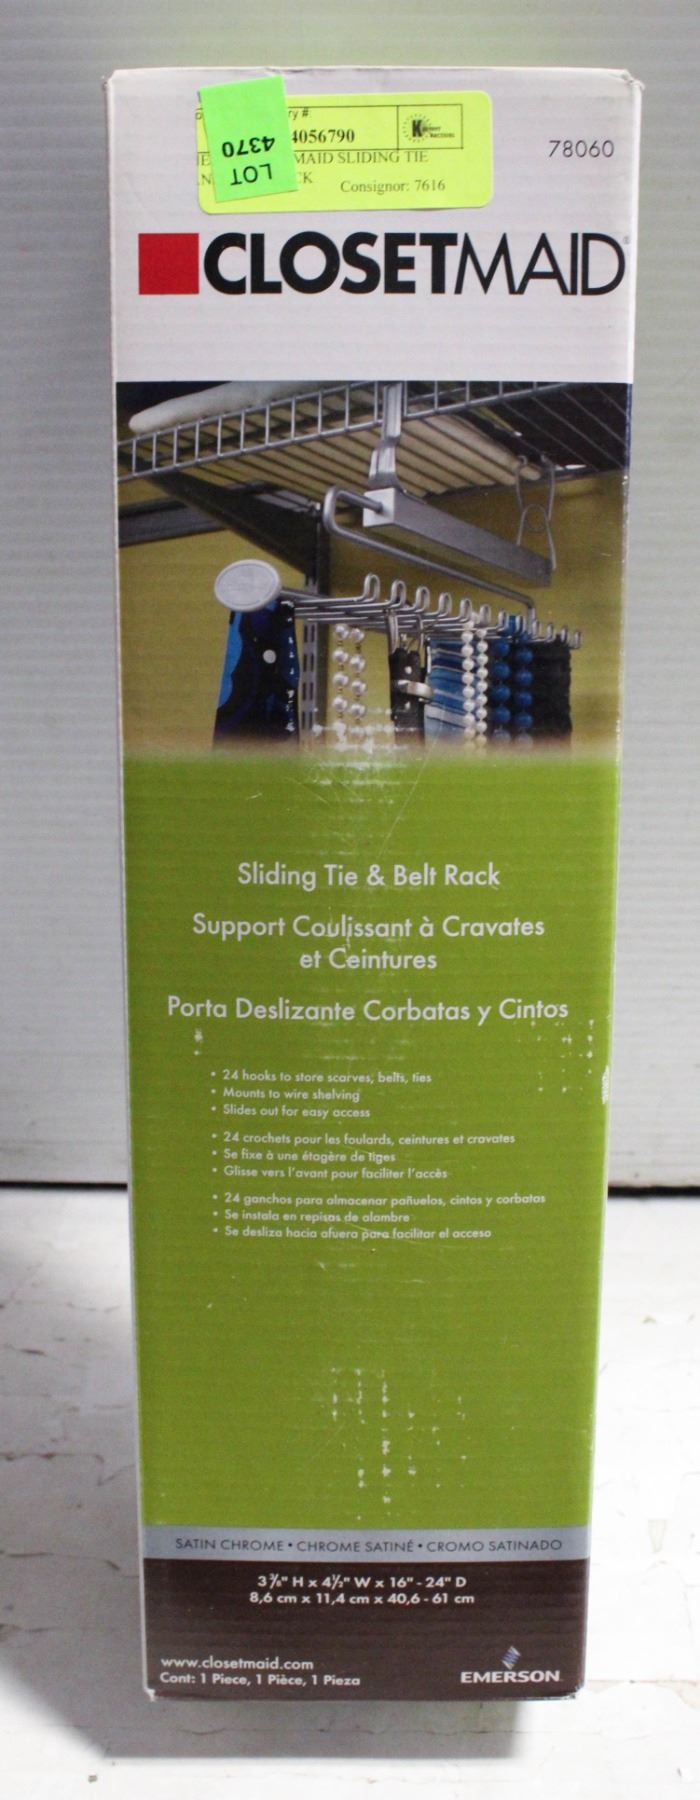 ry #:
4056790
MAID SLIDING TIE
CK
Consignor: 7616
LOT
4370
78060
CLOSETMAID
Sliding Tie & Belt Rack
Support Coulissant à Cravates
et Ceintures
Porta Deslizante Corbatas y Cintos
• 24 hooks to store scarves, belts, ties
• Mounts to wire shelving
• Slides out for easy access
• 24 crochets pour les foulards, ceintures et cravates
• Se fixe à une étagère de tiges
• Glisse vers l'avant pour faciliter l'accès
• 24 ganchos para almacenar pañuelos, cintos y corbatas
• Se instala en repisas de alambre
• Se desliza hacia afuera para facilitar el acceso
SATIN CHROME • CHROME SATINÉ • CROMO SATINADO
3 ⅜" H x 4½" W x 16" - 24" D
8,6 cm x 11,4 cm x 40,6 - 61 cm
www.closetmaid.com
Cont: 1 Piece, 1 Pièce, 1 Pieza
EMERSON